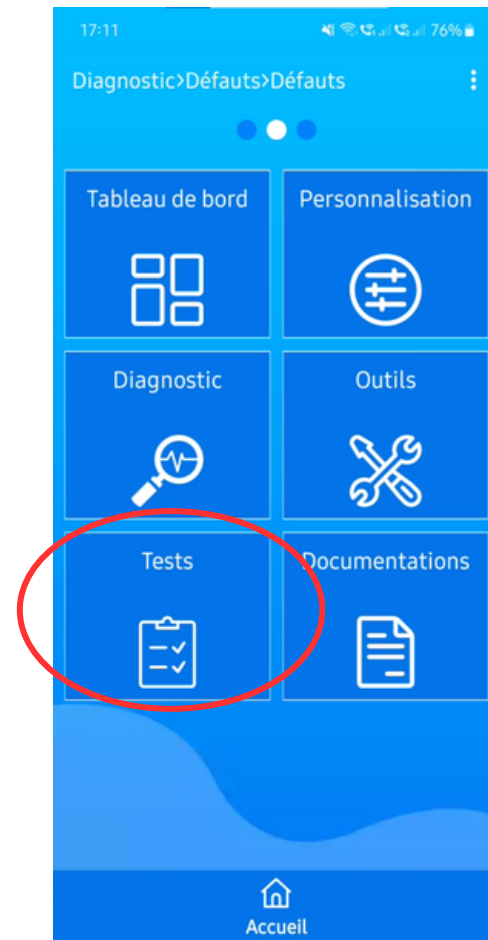 17:11 76%
Diagnostic>Défauts>Défauts
Tableau de bord Personnalisation
Diagnostic Outils
Tests Documentations
Accueil